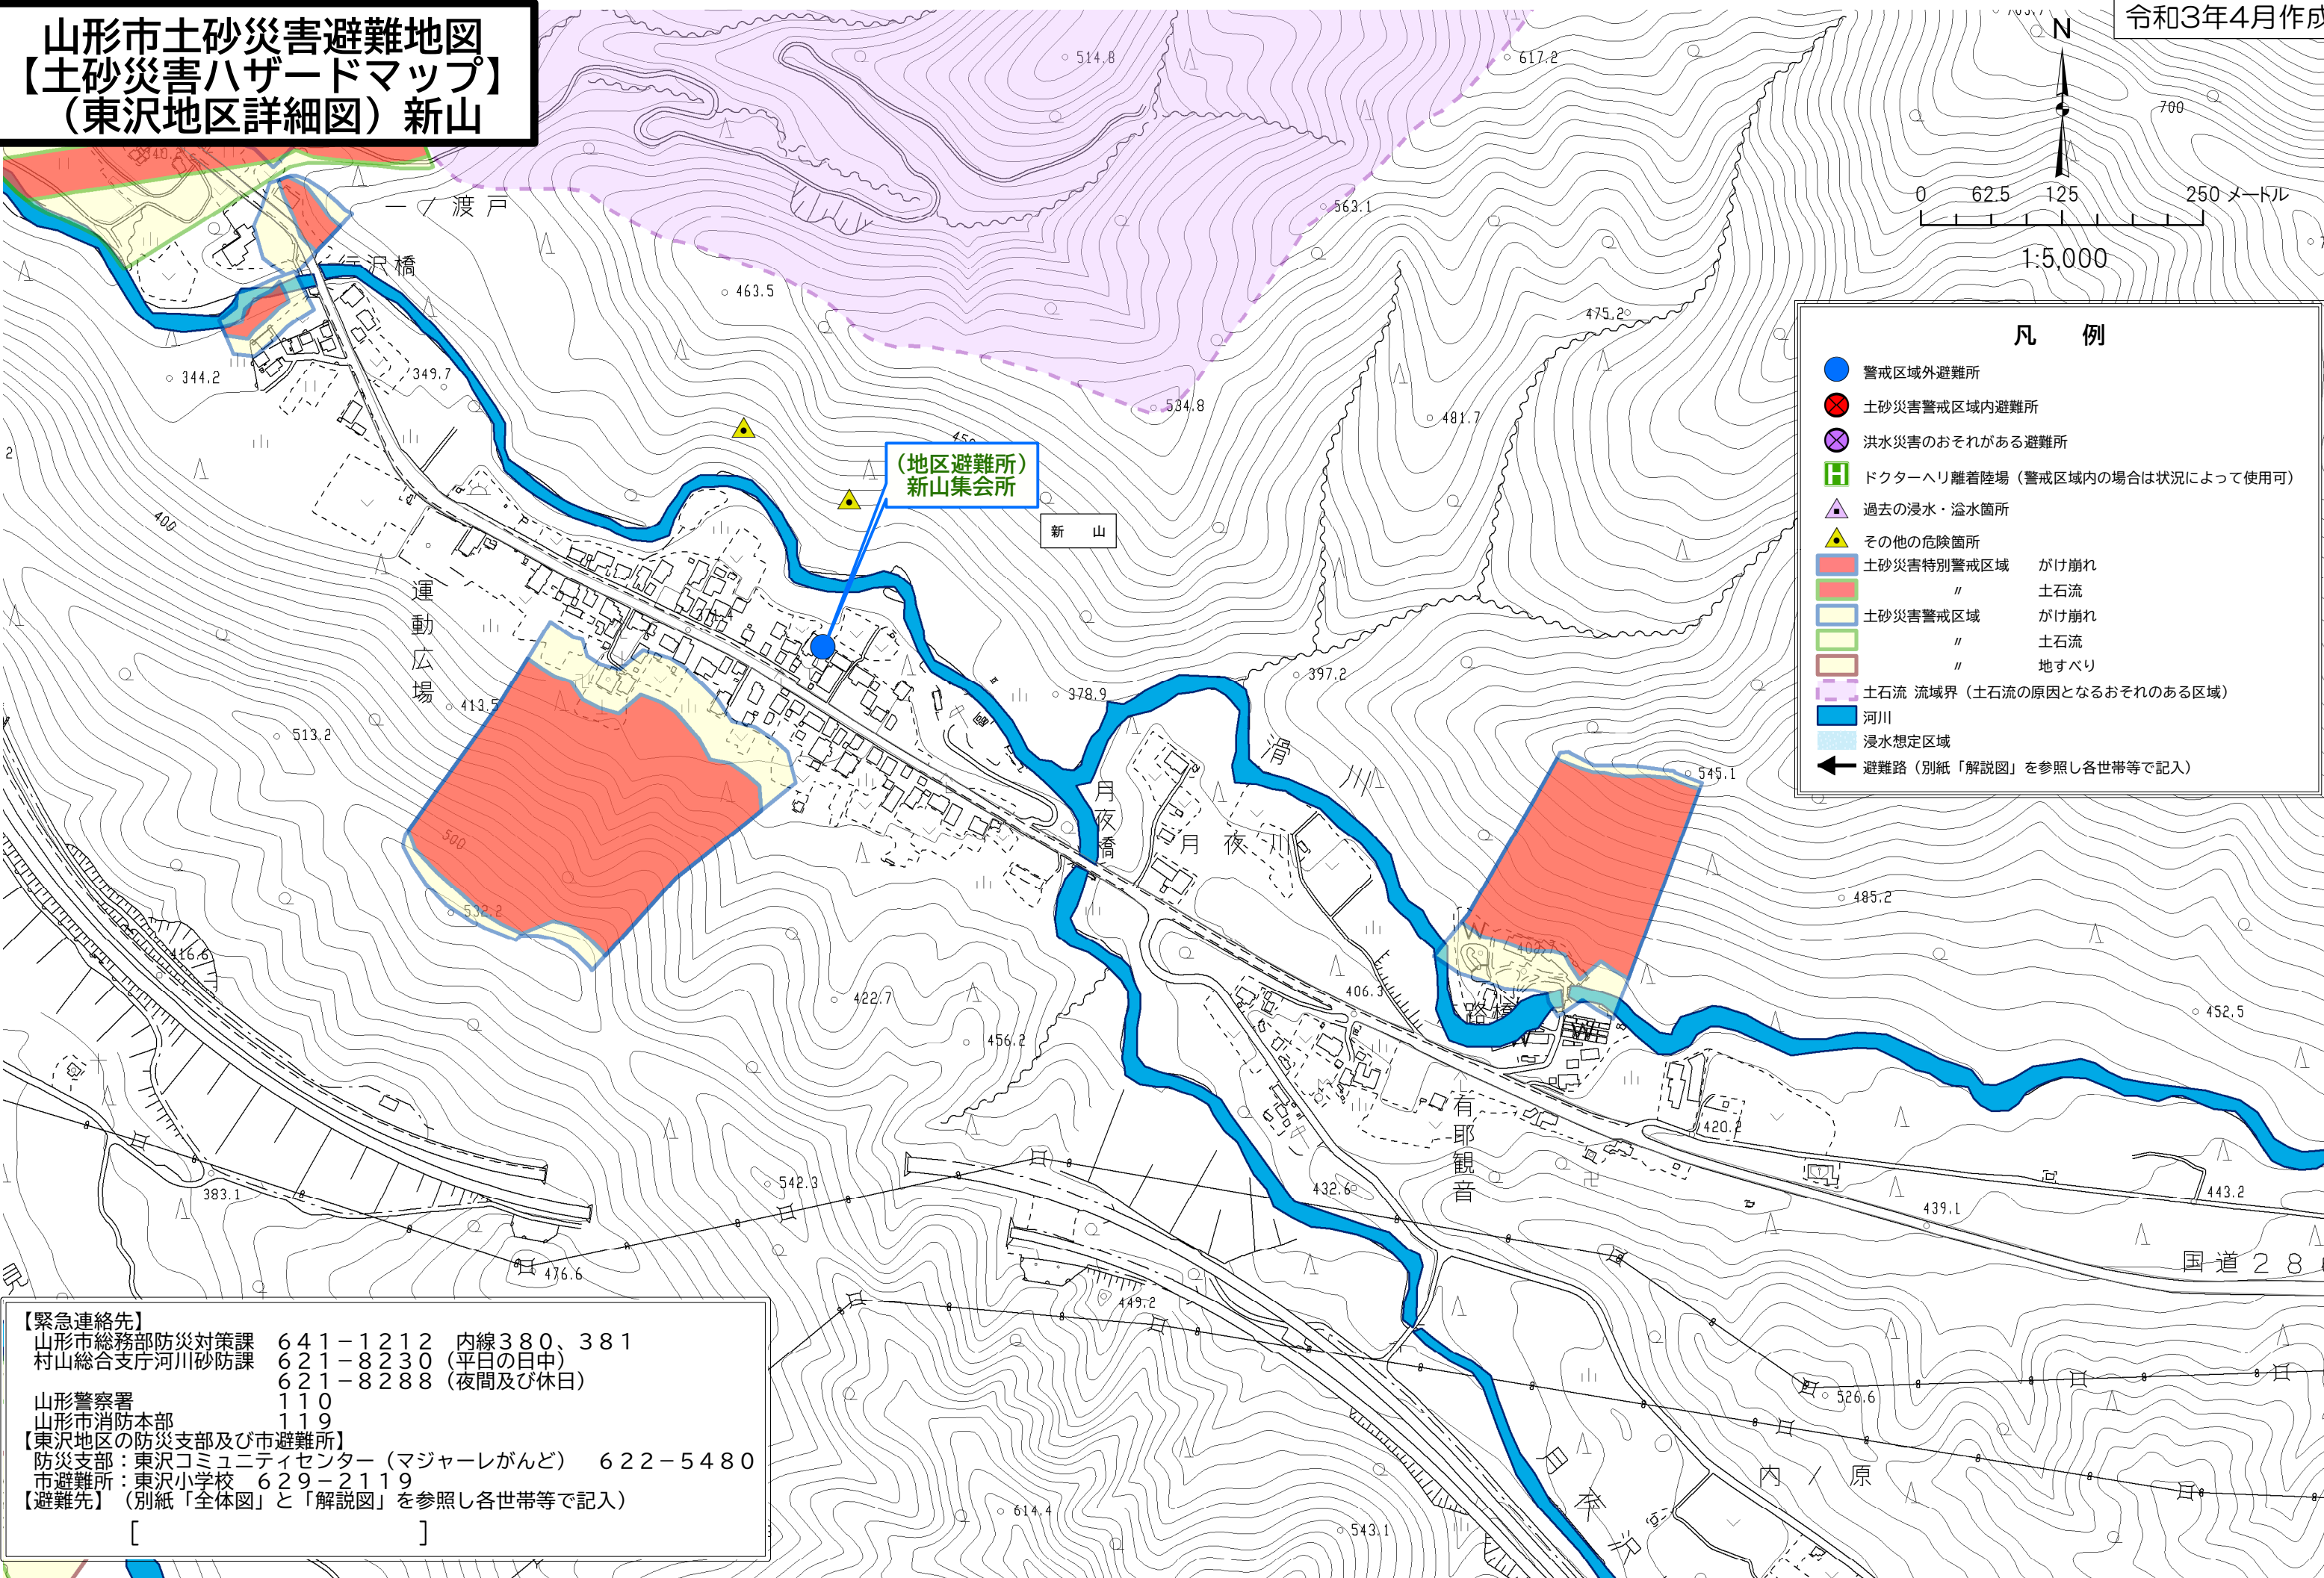 山形市土砂災害避難地図
【土砂災害ハザードマップ】
（東沢地区詳細図）新山
令和3年4月作成
N
0 62.5 125 250 メートル
1:5,000
凡 例
警戒区域外避難所
土砂災害警戒区域内避難所
洪水災害のおそれがある避難所
H ドクターヘリ離着陸場（警戒区域内の場合は状況によって使用可）
過去の浸水・溢水箇所
その他の危険箇所
土砂災害特別警戒区域 がけ崩れ
〃 土石流
土砂災害警戒区域 がけ崩れ
〃 土石流
〃 地すべり
土石流 流域界（土石流の原因となるおそれのある区域）
河川
浸水想定区域
避難路（別紙「解説図」を参照し各世帯等で記入）
514.8
617.2
700
一ノ渡戸
563.1
行沢橋
463.5
475.2
344.2
349.7
534.8
481.7
（地区避難所）
新山集会所
400
新 山
運動広場
397.2
378.9
413.5
513.2
滑川
545.1
月夜橋
月夜川
500
532.2
485.2
416.6
422.7
406.3
452.5
456.2
有耶観音
420.2
542.3
432.6
383.1
443.2
439.1
国道28
476.6
449.2
526.6
内ノ原
614.4
543.1
【緊急連絡先】
山形市総務部防災対策課 641－1212 内線380、381
村山総合支庁河川砂防課 621－8230（平日の日中）
621－8288（夜間及び休日）
山形警察署 110
山形市消防本部 119
【東沢地区の防災支部及び市避難所】
防災支部：東沢コミュニティセンター（マジャーレがんど） 622－5480
市避難所：東沢小学校 629－2119
【避難先】（別紙「全体図」と「解説図」を参照し各世帯等で記入）
[ ]